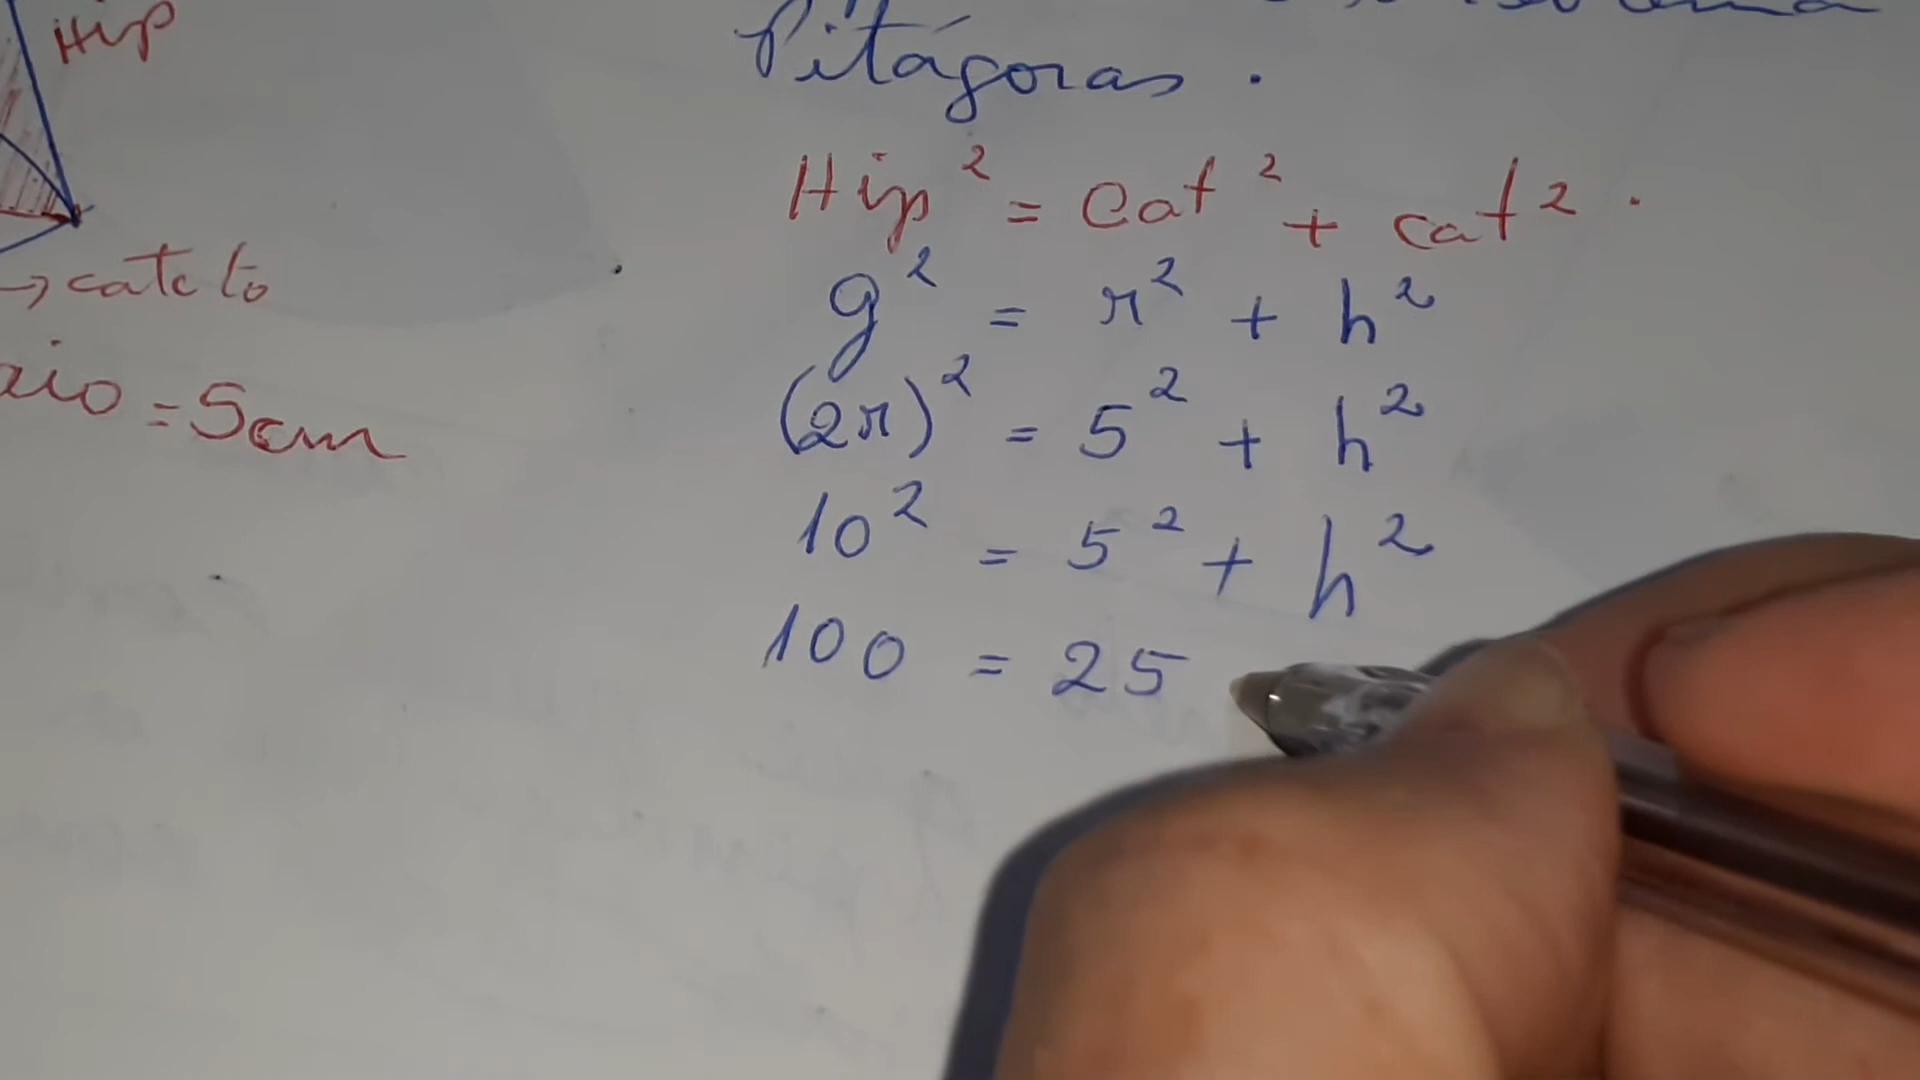 Hip
Pitágoras.
Hip² = Cat² + cat².
→ cateto
g² = r² + h²
= 5cm
(2r)² = 5² + h²
10² = 5² + h²
100 = 25